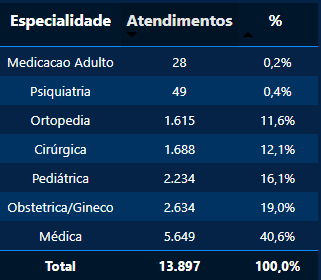 Especialidade Atendimentos %
Medicacao Adulto 28 0,2%
Psiquiatria 49 0,4%
Ortopedia 1.615 11,6%
Cirúrgica 1.688 12,1%
Pediátrica 2.234 16,1%
Obstetrica/Gineco 2.634 19,0%
Médica 5.649 40,6%
Total 13.897 100,0%